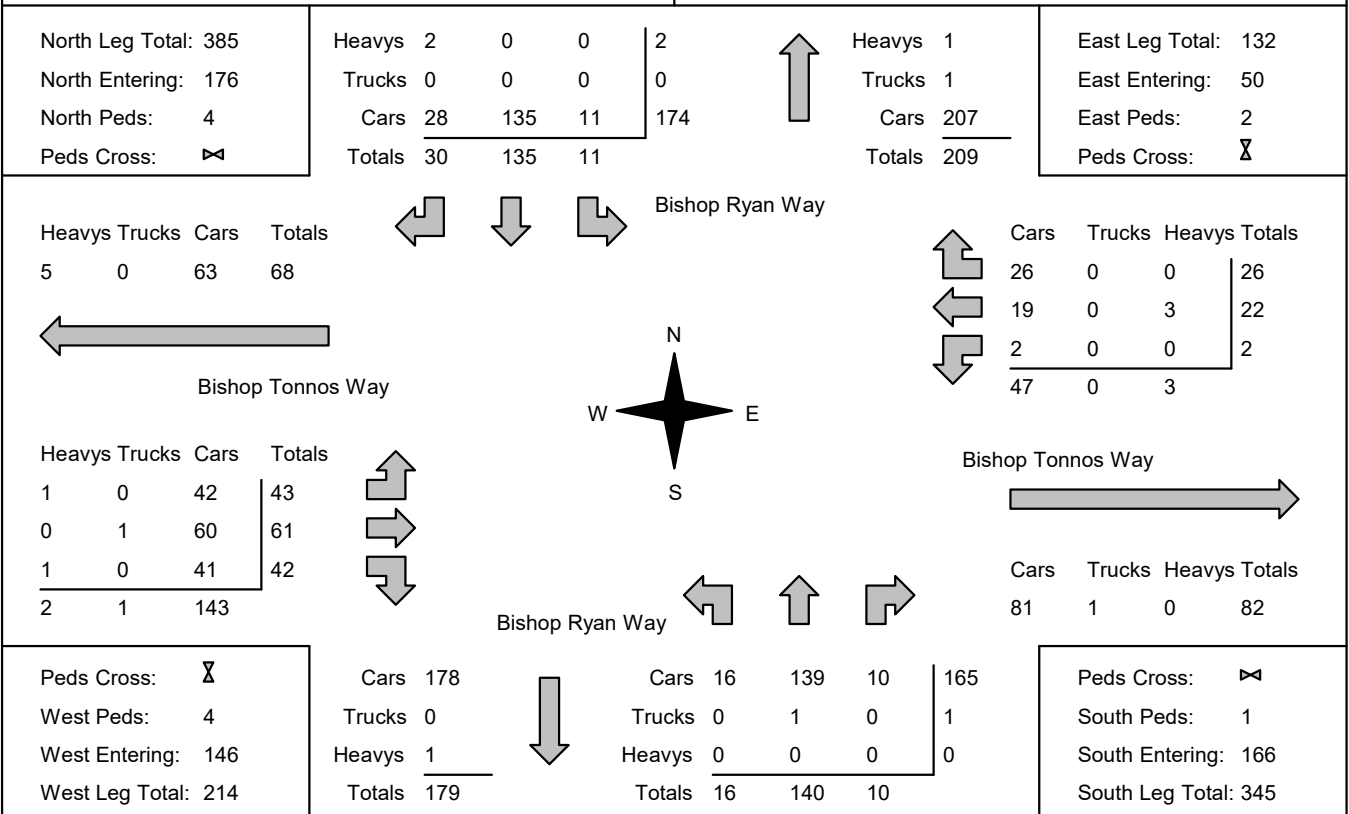 North Leg Total: 385
North Entering: 176
North Peds: 4
Peds Cross:
Heavys 2 0 0 2
Trucks 0 0 0 0
Cars 28 135 11 174
Totals 30 135 11
Heavys 1
Trucks 1
Cars 207
Totals 209
East Leg Total: 132
East Entering: 50
East Peds: 2
Peds Cross:
Bishop Ryan Way
Heavys Trucks Cars Totals
5 0 63 68
Cars Trucks Heavys Totals
26 0 0 26
19 0 3 22
2 0 0 2
47 0 3
Bishop Tonnos Way
N
W E
S
Heavys Trucks Cars Totals
1 0 42 43
0 1 60 61
1 0 41 42
2 1 143
Bishop Tonnos Way
Cars Trucks Heavys Totals
81 1 0 82
Bishop Ryan Way
Peds Cross:
West Peds: 4
West Entering: 146
West Leg Total: 214
Cars 178
Trucks 0
Heavys 1
Totals 179
Cars 16 139 10 165
Trucks 0 1 0 1
Heavys 0 0 0 0
Totals 16 140 10
Peds Cross:
South Peds: 1
South Entering: 166
South Leg Total: 345